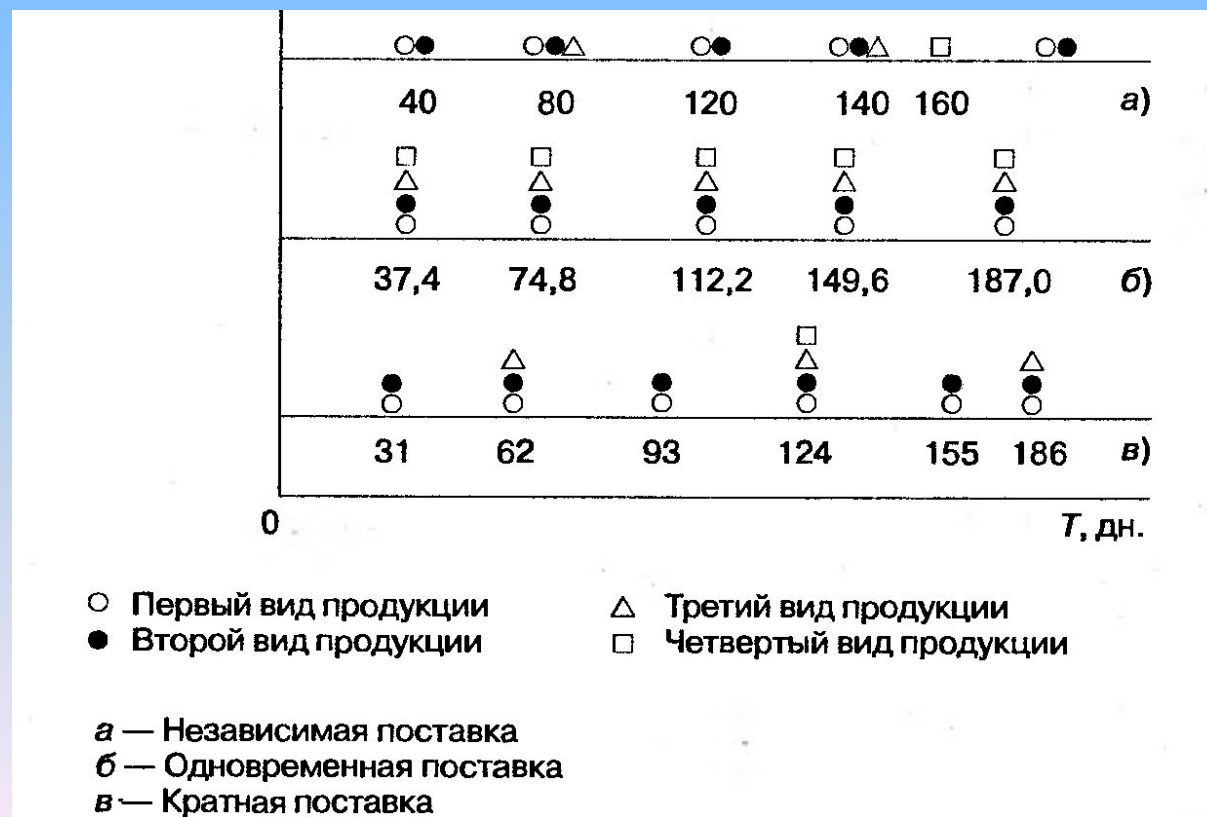 40 80 120 140 160 а)
37,4 74,8 112,2 149,6 187,0 б)
31 62 93 124 155 186 в)
0 Т, дн.
Первый вид продукции Третий вид продукции
Второй вид продукции Четвертый вид продукции
а — Независимая поставка
б — Одновременная поставка
в — Кратная поставка